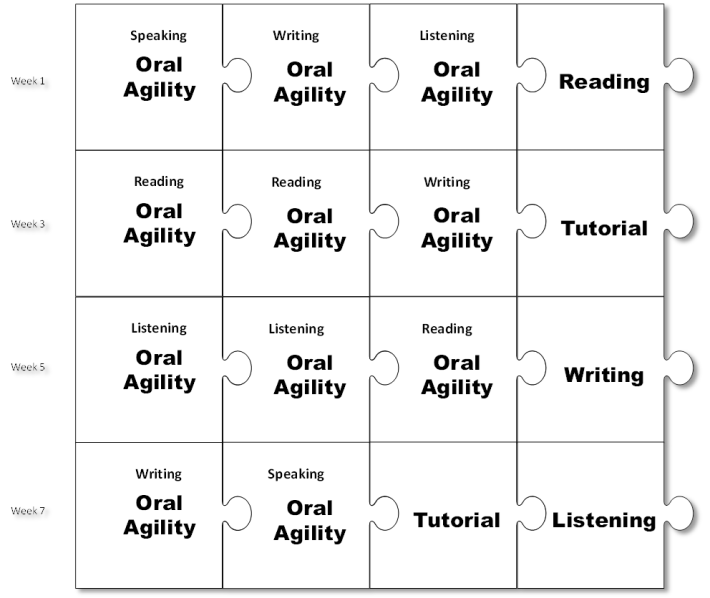 Speaking
Writing
Listening
Week 1
Oral
Agility
Oral
Agility
Oral
Agility
Reading
Reading
Reading
Writing
Week 3
Oral
Agility
Oral
Agility
Oral
Agility
Tutorial
Listening
Listening
Reading
Week 5
Oral
Agility
Oral
Agility
Oral
Agility
Writing
Writing
Speaking
Week 7
Oral
Agility
Oral
Agility
Tutorial
Listening